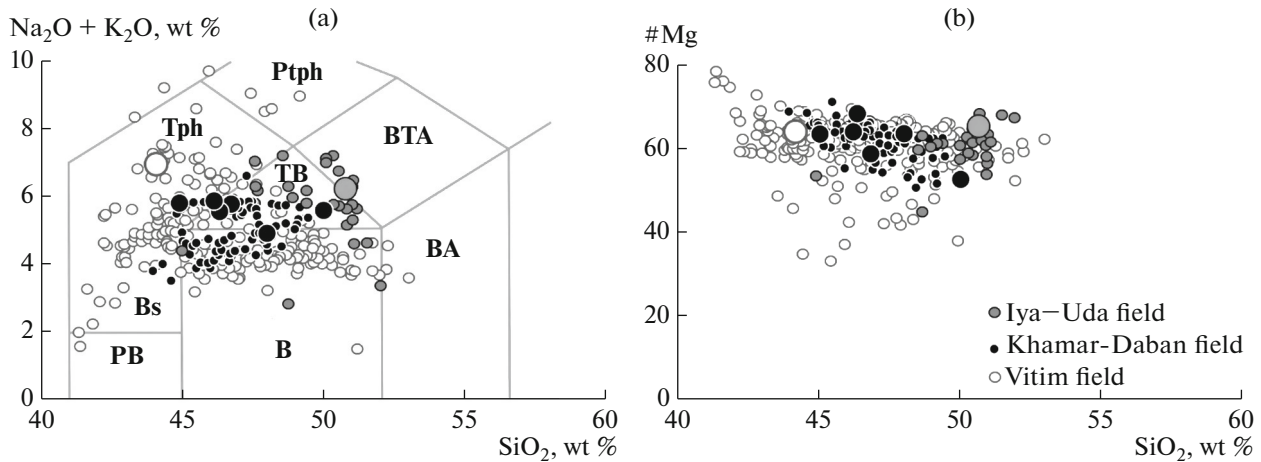 (a)
Na₂O + K₂O, wt %
10
8
6
4
2
0
40
45
50
55
60
SiO₂, wt %
Ptph
Tph
BTA
TB
BA
Bs
PB
B
(b)
#Mg
80
60
40
20
0
40
45
50
55
60
SiO₂, wt %
Iya–Uda field
Khamar-Daban field
Vitim field